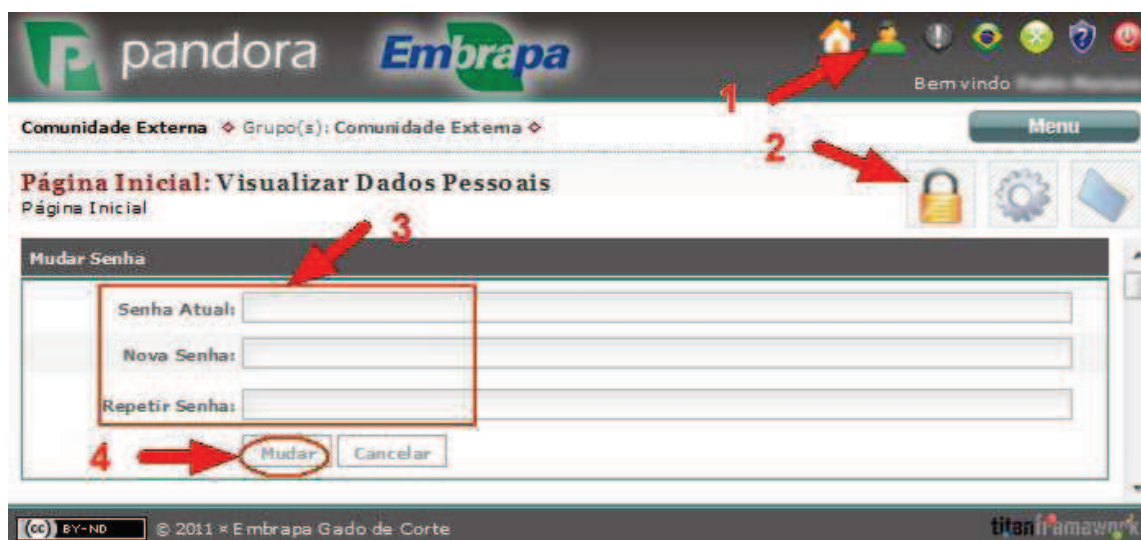 pandora Embrapa
1
Bem vindo
Comunidade Externa Grupo(s): Comunidade Externa
Menu
2
Página Inicial: Visualizar Dados Pessoais
Página Inicial
3
Mudar Senha
Senha Atual:
Nova Senha:
Repetir Senha:
4
Mudar Cancelar
(cc) BY-ND © 2011 × Embrapa Gado de Corte
titanframework